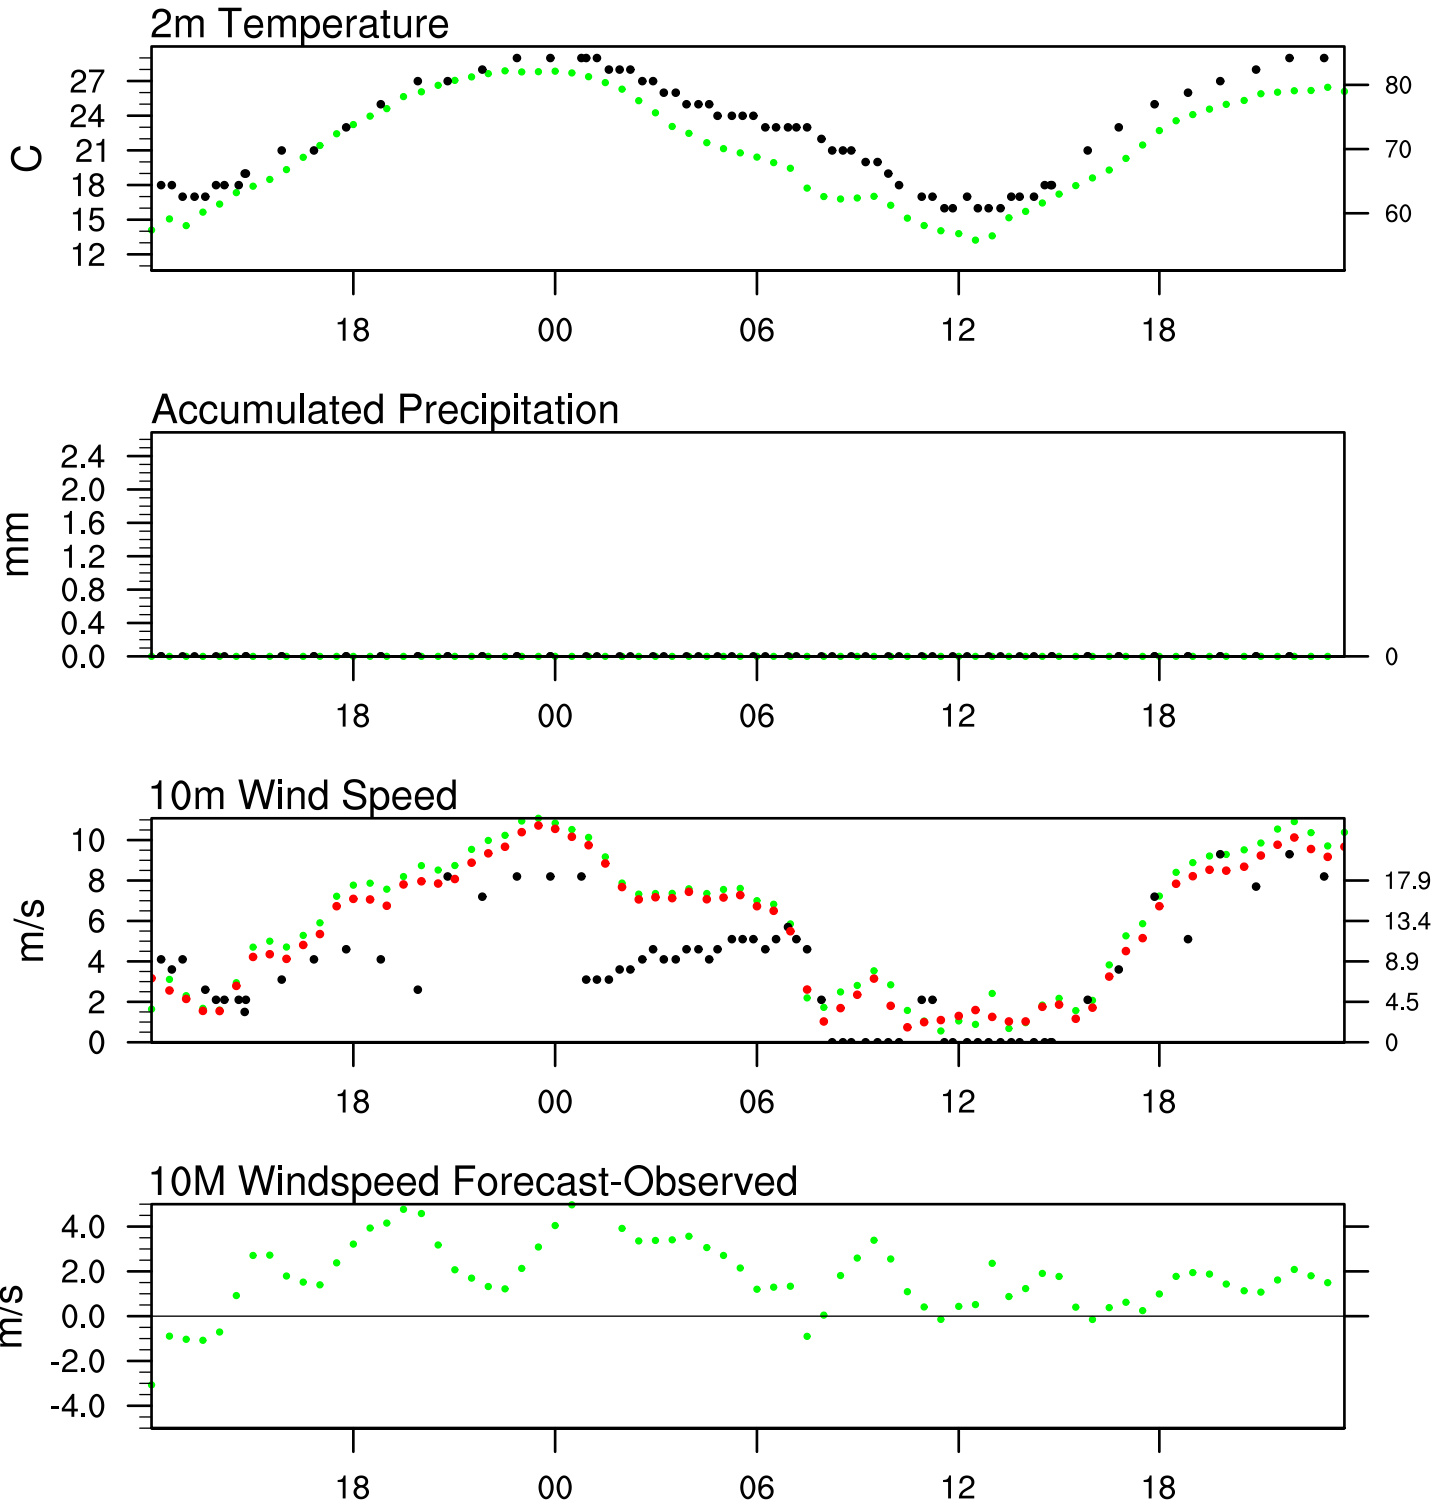 2m Temperature
C
27
24
21
18
15
12
80
70
60
18 00 06 12 18
Accumulated Precipitation
mm
2.4
2.0
1.6
1.2
0.8
0.4
0.0
0
18 00 06 12 18
10m Wind Speed
m/s
10
8
6
4
2
0
17.9
13.4
8.9
4.5
0
18 00 06 12 18
10M Windspeed Forecast-Observed
m/s
4.0
2.0
0.0
-2.0
-4.0
18 00 06 12 18